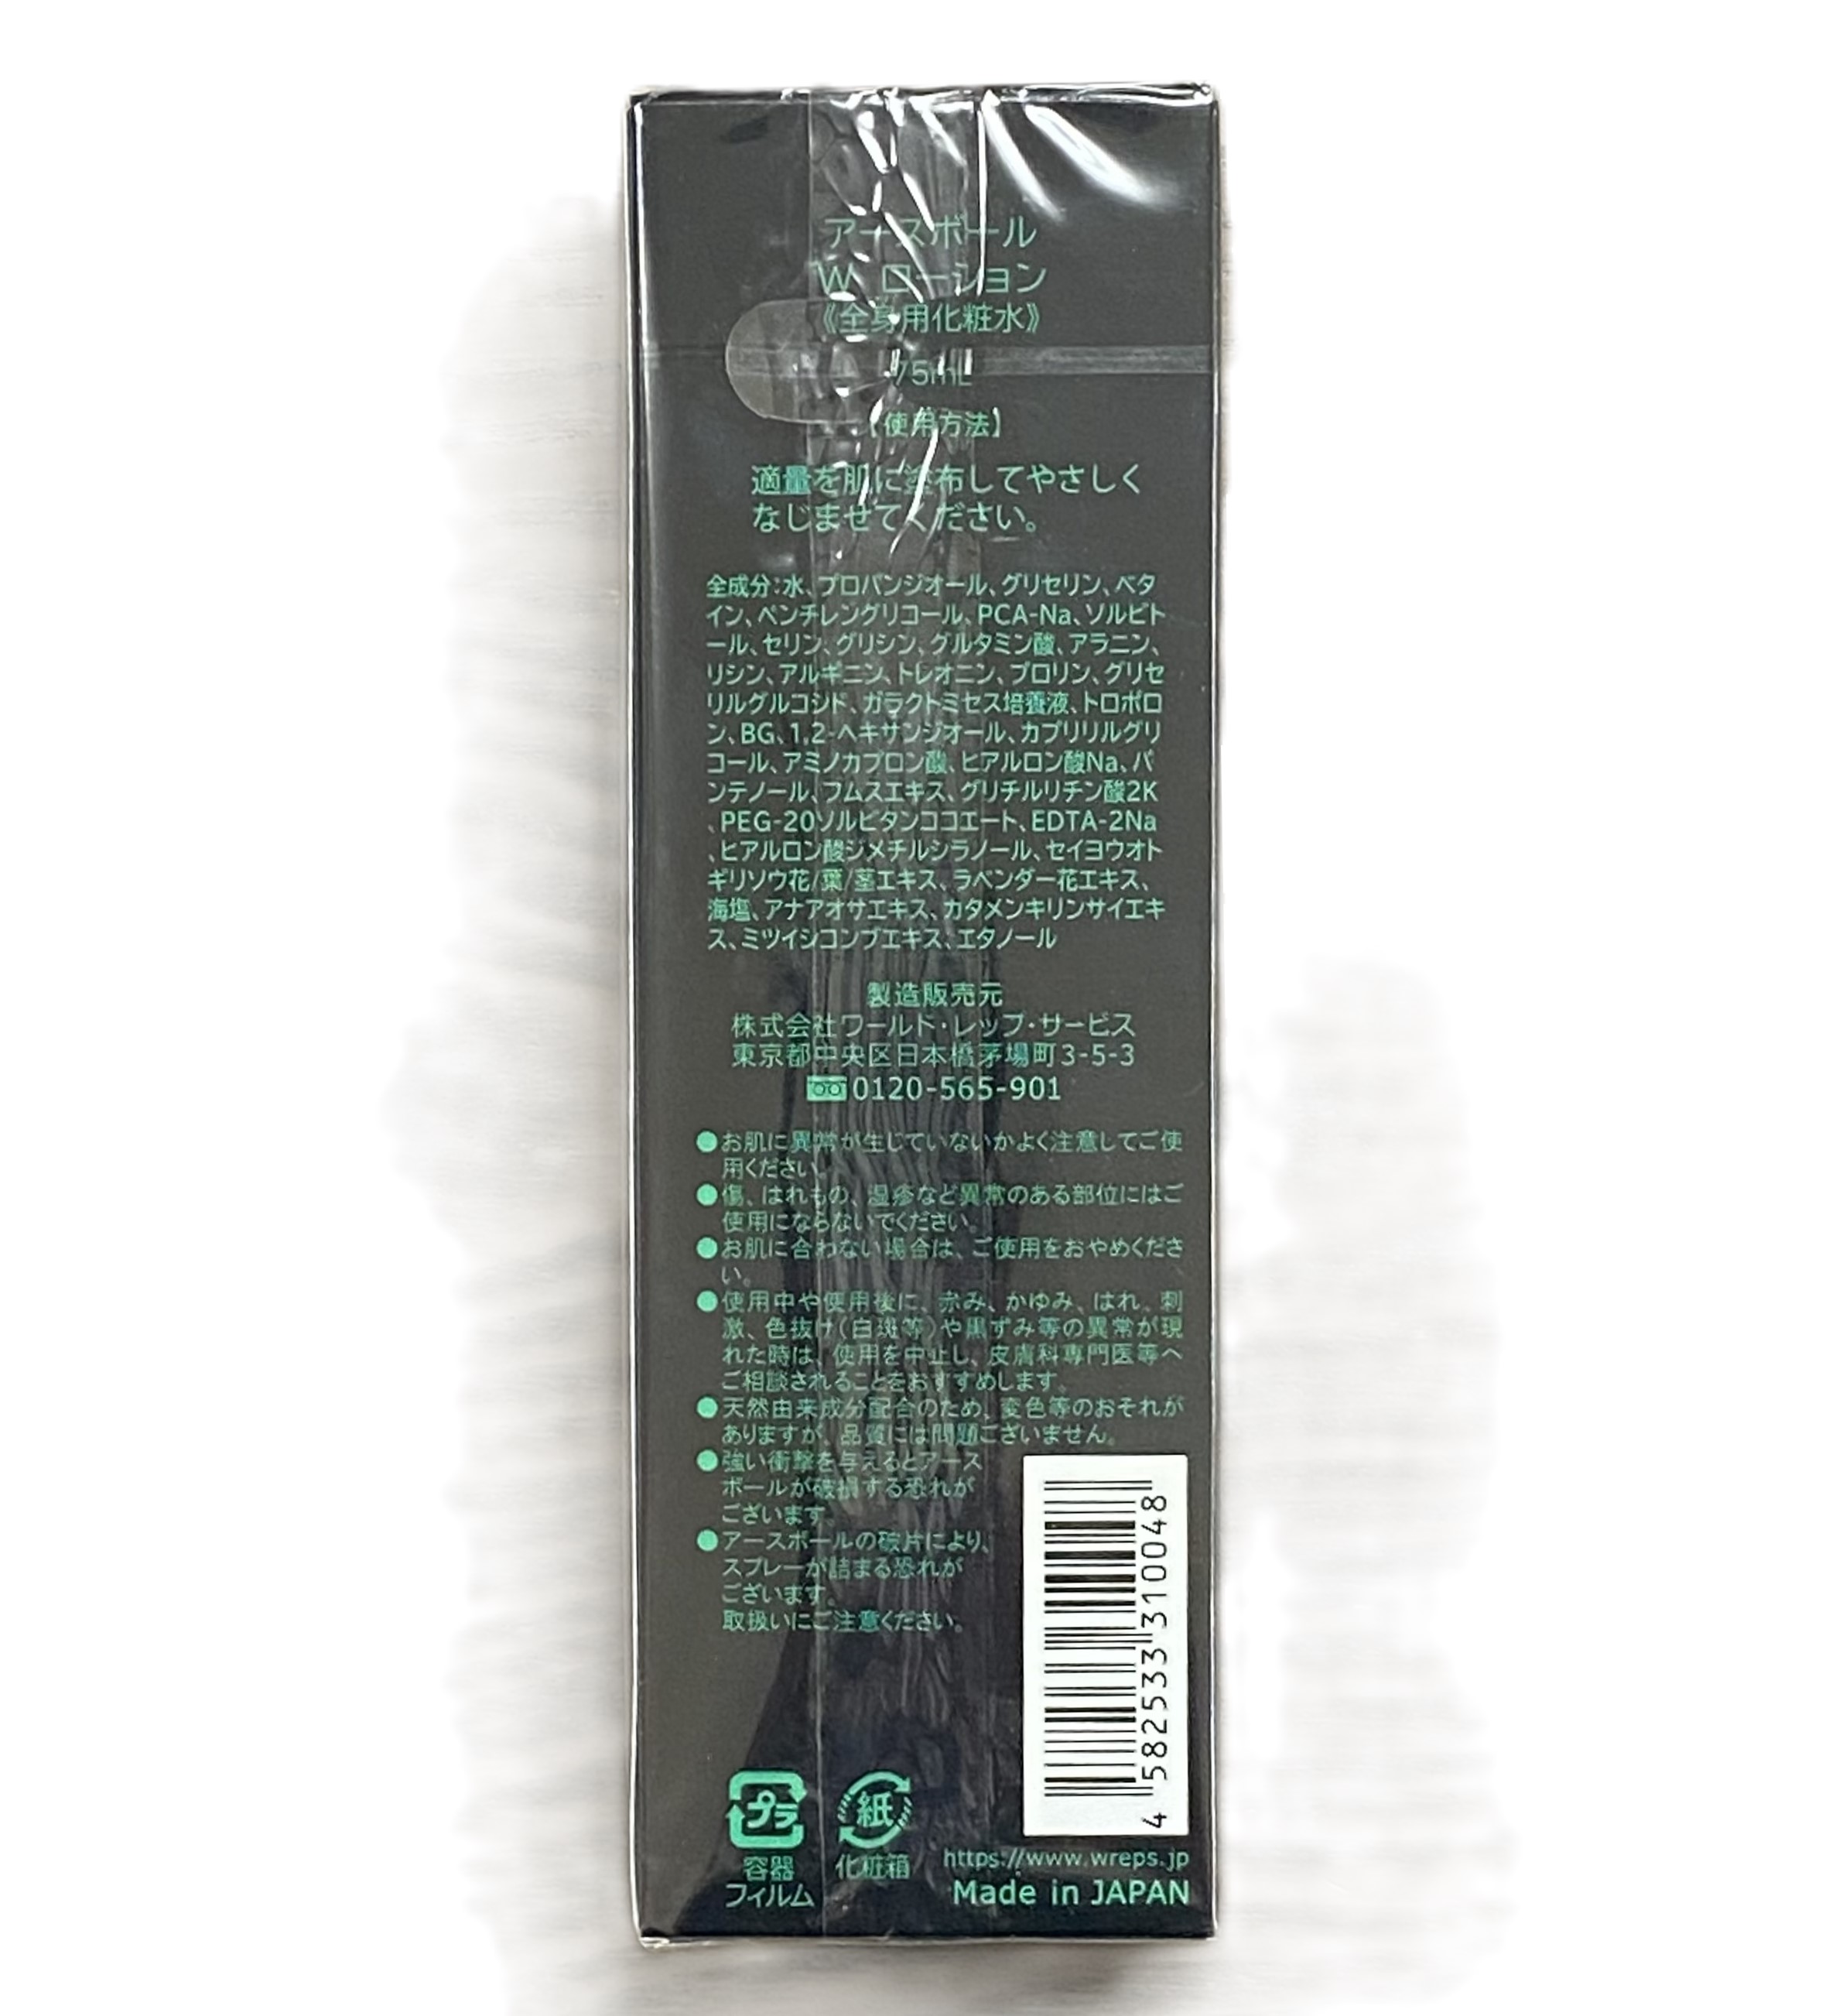 アースボール
W ローション
《全身用化粧水》
75mL
【使用方法】
適量を肌に塗布してやさしく
なじませてください。
全成分:水、プロパンジオール、グリセリン、ベタ
イン、ペンチレングリコール、PCA-Na、ソルビト
ール、セリン、グリシン、グルタミン酸、アラニン、
リシン、アルギニン、トレオニン、プロリン、グリセ
リルグルコシド、ガラクトミセス培養液、トロポロ
ン、BG、1,2-ヘキサンジオール、カプリリルグリ
コール、アミノカプロン酸、ヒアルロン酸Na、パ
ンテノール、フムスエキス、グリチルリチン酸2K
、PEG-20ソルビタンココエート、EDTA-2Na
、ヒアルロン酸ジメチルシラノール、セイヨウオト
ギリソウ花/葉/茎エキス、ラベンダー花エキス、
海塩、アナアオサエキス、カタメンキリンサイエキ
ス、ミツイシコンブエキス、エタノール
製造販売元
株式会社ワールド・レップ・サービス
東京都中央区日本橋茅場町3-5-3
0120-565-901
●お肌に異常が生じていないかよく注意してご使
用ください。
●傷、はれもの、湿疹など異常のある部位にはご
使用にならないでください。
●お肌に合わない場合は、ご使用をおやめくださ
い。
●使用中や使用後に、赤み、かゆみ、はれ、刺
激、色抜け(白斑等)や黒ずみ等の異常が現
れた時は、使用を中止し、皮膚科専門医等へ
ご相談されることをおすすめします。
●天然由来成分配合のため、変色等のおそれが
ありますが、品質には問題ございません。
●強い衝撃を与えるとアース
ボールが破損する恐れが
ございます。
●アースボールの破片により、
スプレーが詰まる恐れが
ございます。
取扱いにご注意ください。
4 582533 310048
プラ
容器
フィルム
紙
化粧箱
https://www.wreps.jp
Made in JAPAN